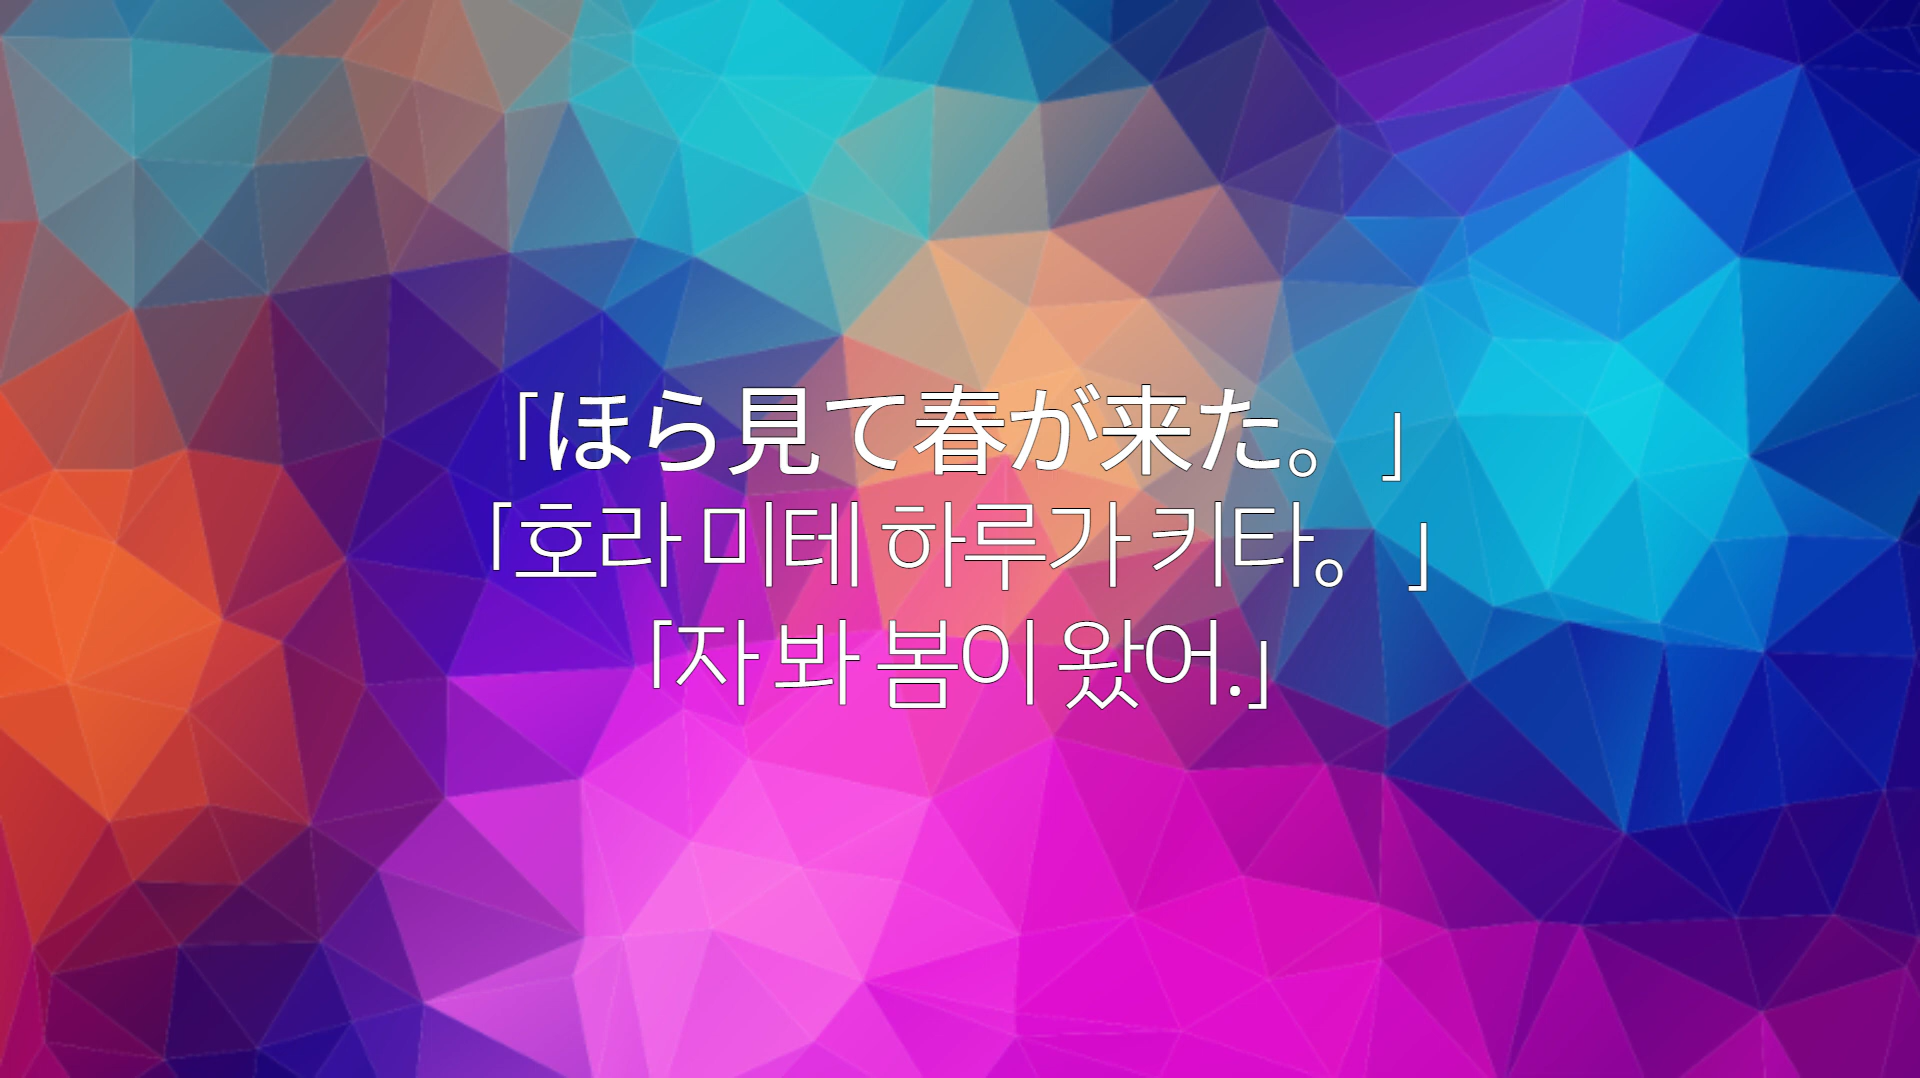 「ほら見て春が来た。」
「호라 미테 하루가 키타。」
「자 봐 봄이 왔어.」